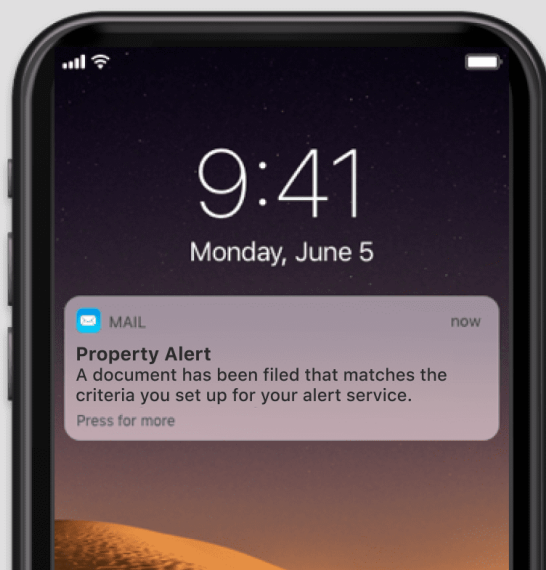 9:41
Monday, June 5
MAIL
now
Property Alert
A document has been filed that matches the
criteria you set up for your alert service.
Press for more